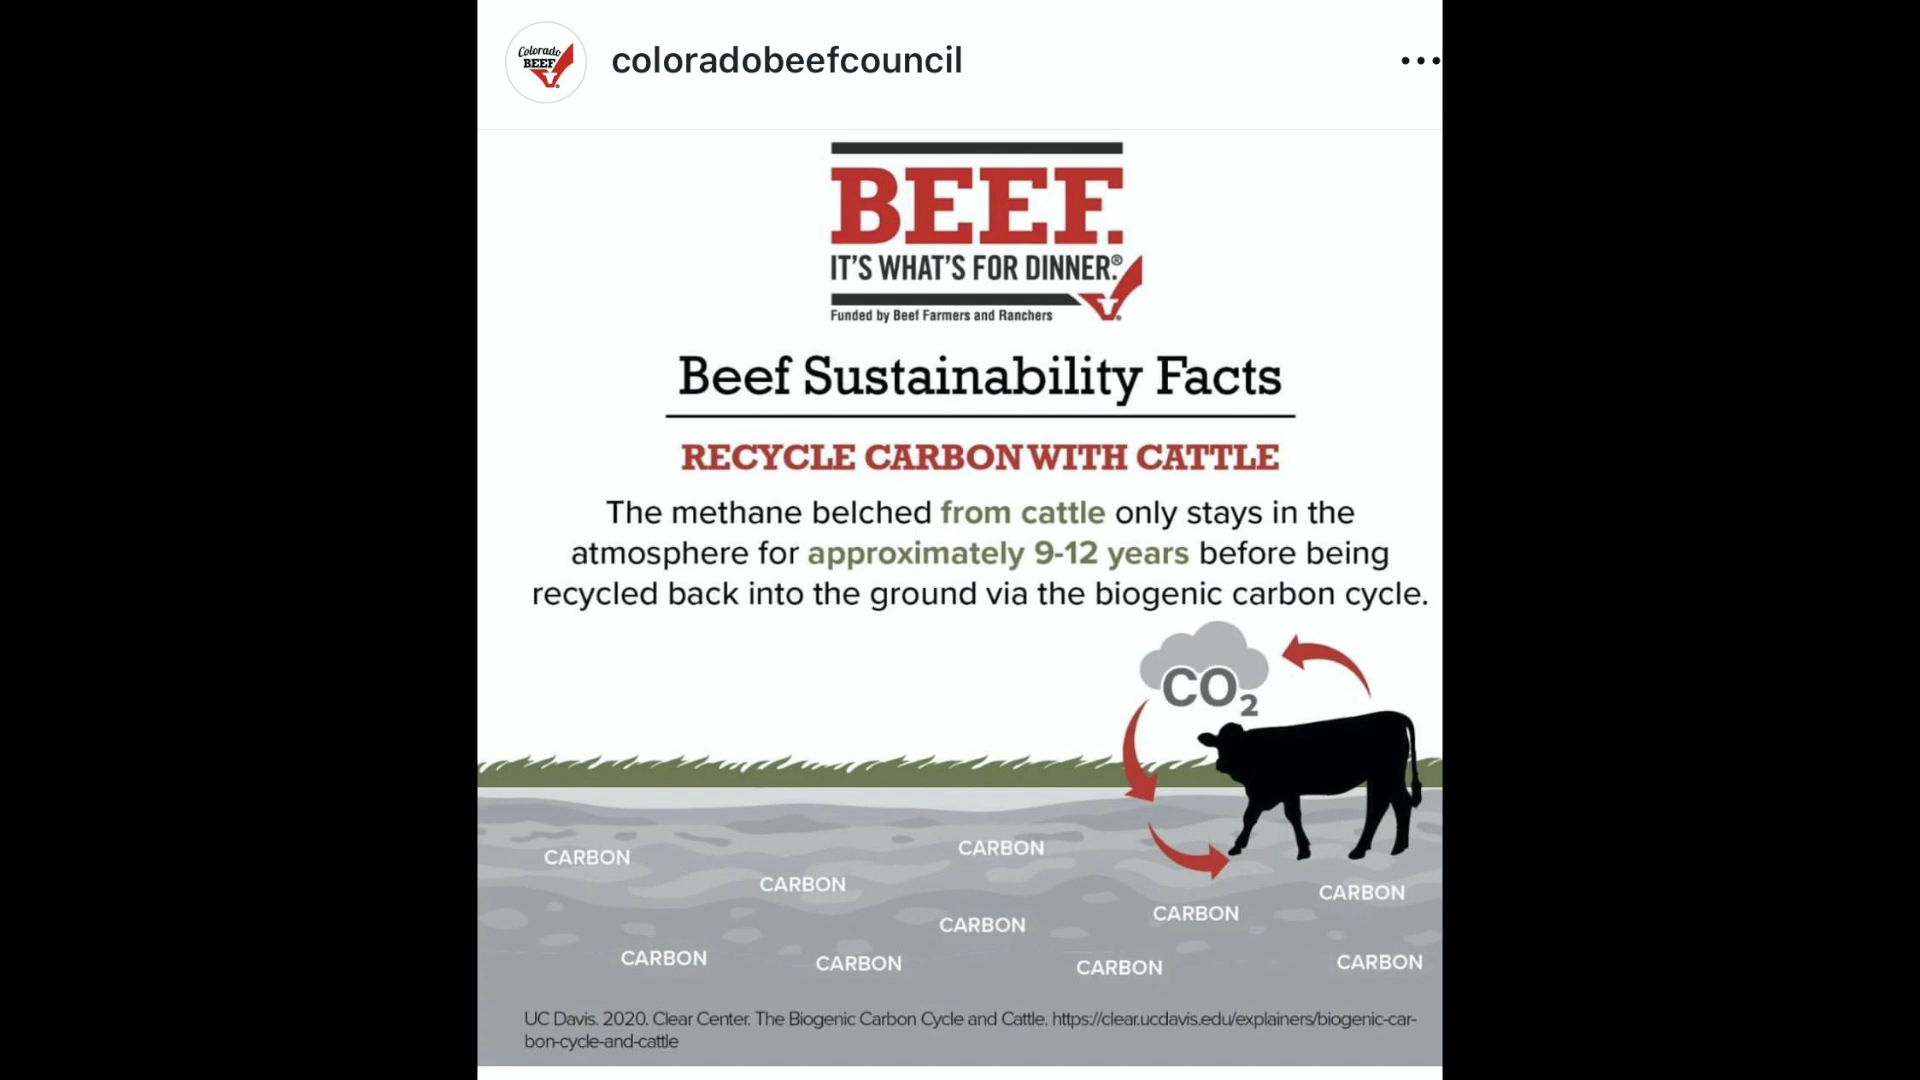 Colorado
BEEF
coloradobeefcouncil
BEEF.
IT'S WHAT'S FOR DINNER.®
Funded by Beef Farmers and Ranchers
Beef Sustainability Facts
RECYCLE CARBON WITH CATTLE
The methane belched from cattle only stays in the
atmosphere for approximately 9-12 years before being
recycled back into the ground via the biogenic carbon cycle.
CO2
CARBON
CARBON
CARBON
CARBON
CARBON
CARBON
CARBON
CARBON
CARBON
CARBON
UC Davis. 2020. Clear Center. The Biogenic Carbon Cycle and Cattle. https://clear.ucdavis.edu/explainers/biogenic-car-
bon-cycle-and-cattle